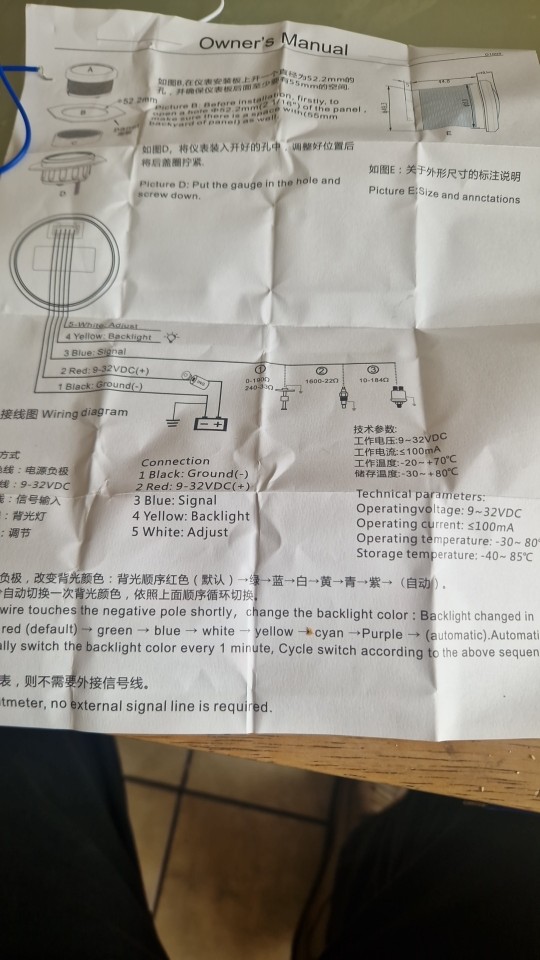 Owner's Manual
A
B
C
D
E
如图B,在仪表安装板上开一个直径为52.2mm的
孔，并确保仪表板后面至少要有55mm的空间.
Picture B. Before installation, firstly, to
open a hole Φ52.2mm(2 1/16") of the panel,
make sure there is a space with(55mm
backyard of panel) as well.
如图D，将仪表装入开好的孔中，调整好位置后
将后盖圈拧紧.
Picture D: Put the gauge in the hole and
screw down.
如图E：关于外形尺寸的标注说明
Picture E:Size and annctations
5-White: Adjust
4 Yellow: Backlight
3 Blue: Signal
2 Red: 9-32VDC(+)
1 Black: Ground(-)
① ② ③
0-190Ω
240-33Ω
1600-22Ω
10-184Ω
接线图 Wiring diagram
方式
线：电源负极
线：9-32VDC
线：信号输入
：背光灯
：调节
Connection
1 Black: Ground(-)
2 Red: 9-32VDC(+)
3 Blue: Signal
4 Yellow: Backlight
5 White: Adjust
技术参数:
工作电压:9~32VDC
工作电流:≤100mA
工作温度:-20~+70℃
储存温度:-30~+80℃
Technical parameters:
Operatingvoltage: 9~32VDC
Operating current: ≤100mA
Operating temperature: -30~ 80°
Storage temperature: -40~ 85℃
负极，改变背光颜色：背光顺序红色（默认）→绿→蓝→白→黄→青→紫→（自动）.
自动切换一次背光颜色，依照上面顺序循环切换.
wire touches the negative pole shortly，change the backlight color : Backlight changed in
red (default) → green → blue → white → yellow → cyan →Purple → (automatic).Automati
ally switch the backlight color every 1 minute, Cycle switch according to the above sequen
表，则不需要外接信号线。
tmeter, no external signal line is required.